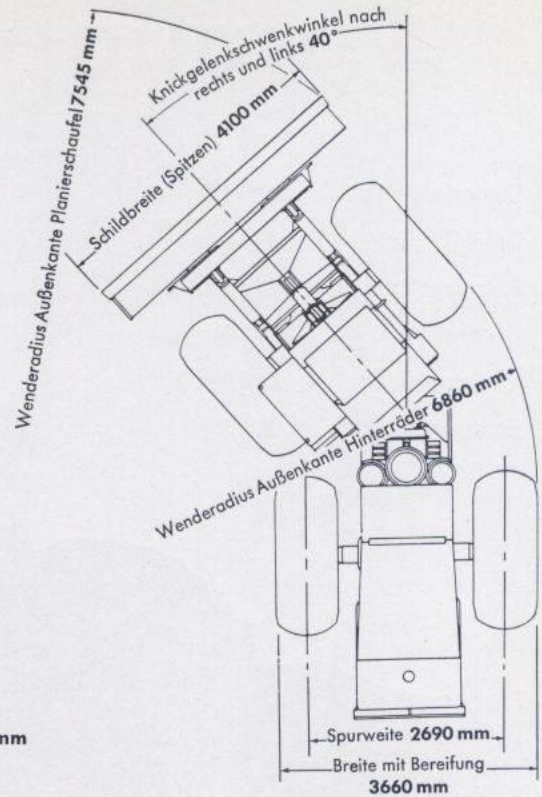 Wenderadius Außenkante Planierschaufel 7545 mm
Knickgelenkschwenkwinkel nach
rechts und links 40°
Schildbreite (Spitzen) 4100 mm
Wenderadius Außenkante Hinterräder 6860 mm
Spurweite 2690 mm
Breite mit Bereifung
3660 mm
mm